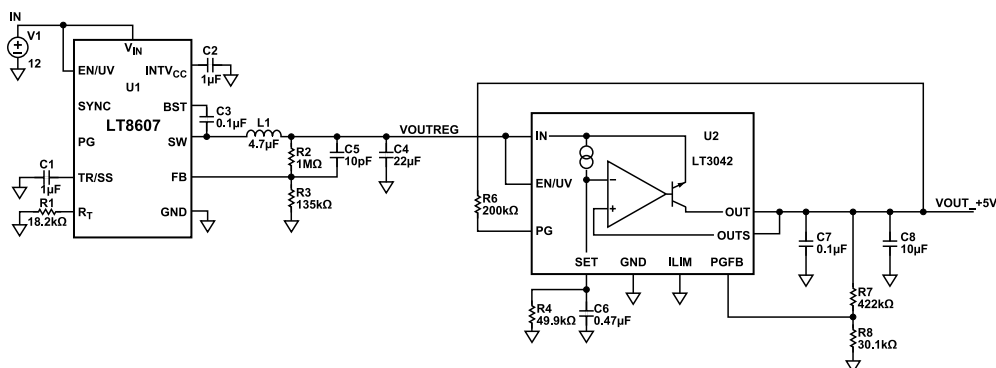 IN
V1
12
VIN
EN/UV
U1
INTVCC
C2
1µF
SYNC
BST
LT8607
C3
0.1µF
PG
SW
L1
4.7µF
VOUTREG
R2
1MΩ
C5
10pF
C4
22µF
C1
1µF
TR/SS
FB
R3
135kΩ
R1
18.2kΩ
RT
GND
IN
U2
LT3042
EN/UV
R6
200kΩ
PG
OUT
OUTS
SET
GND
ILIM
PGFB
VOUT_+5V
C7
0.1µF
C8
10µF
R4
49.9kΩ
C6
0.47µF
R7
422kΩ
R8
30.1kΩ